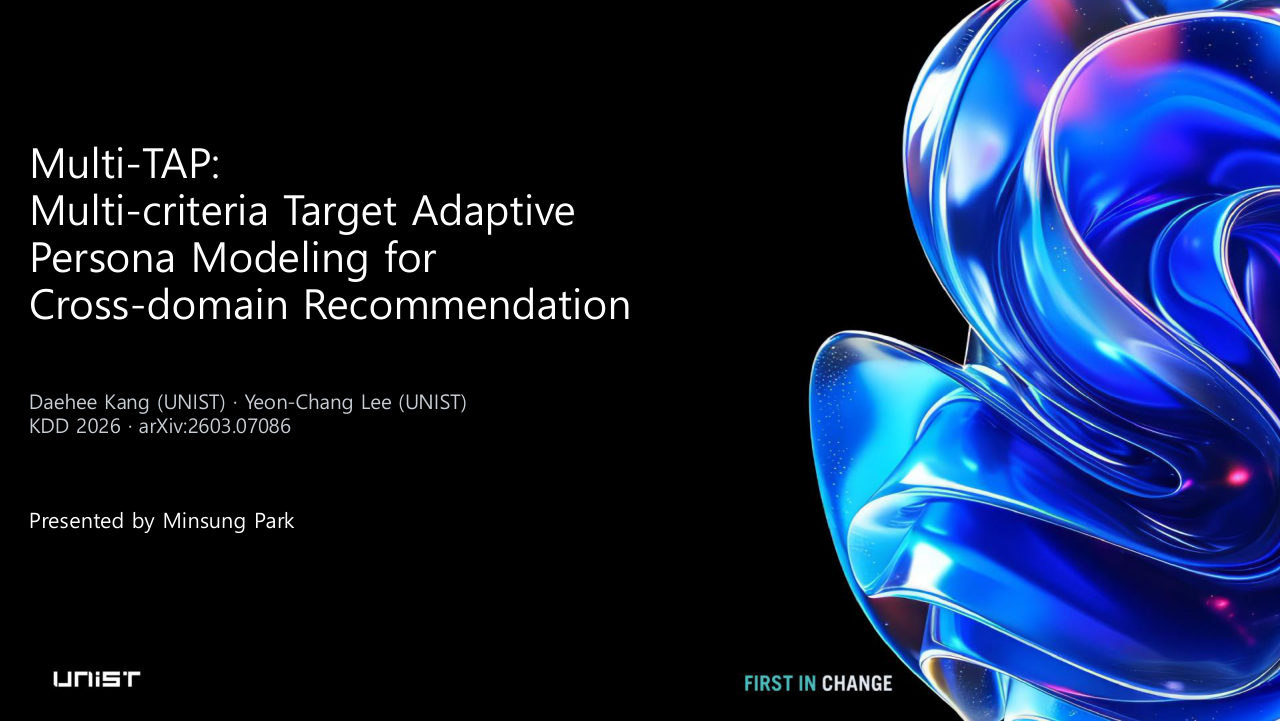 Multi-TAP:
Multi-criteria Target Adaptive
Persona Modeling for
Cross-domain Recommendation
Daehee Kang (UNIST) · Yeon-Chang Lee (UNIST)
KDD 2026 · arXiv:2603.07086
Presented by Minsung Park
UNIST
FIRST IN CHANGE